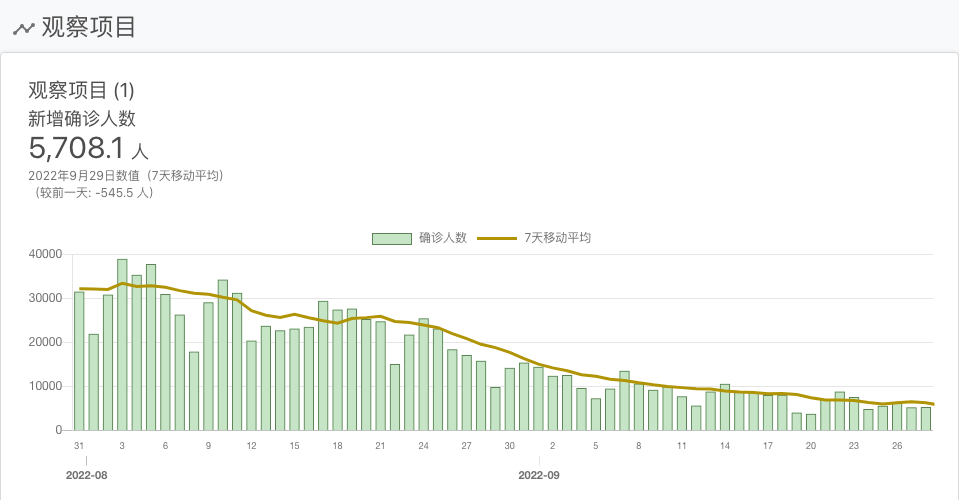 观察项目
观察项目 (1)
新增确诊人数
5,708.1 人
2022年9月29日数值（7天移动平均）
（较前一天: -545.5 人）
确诊人数 7天移动平均
40000
30000
20000
10000
0
31 3 6 9 12 15 18 21 24 27 30 2 5 8 11 14 17 20 23 26
2022-08 2022-09